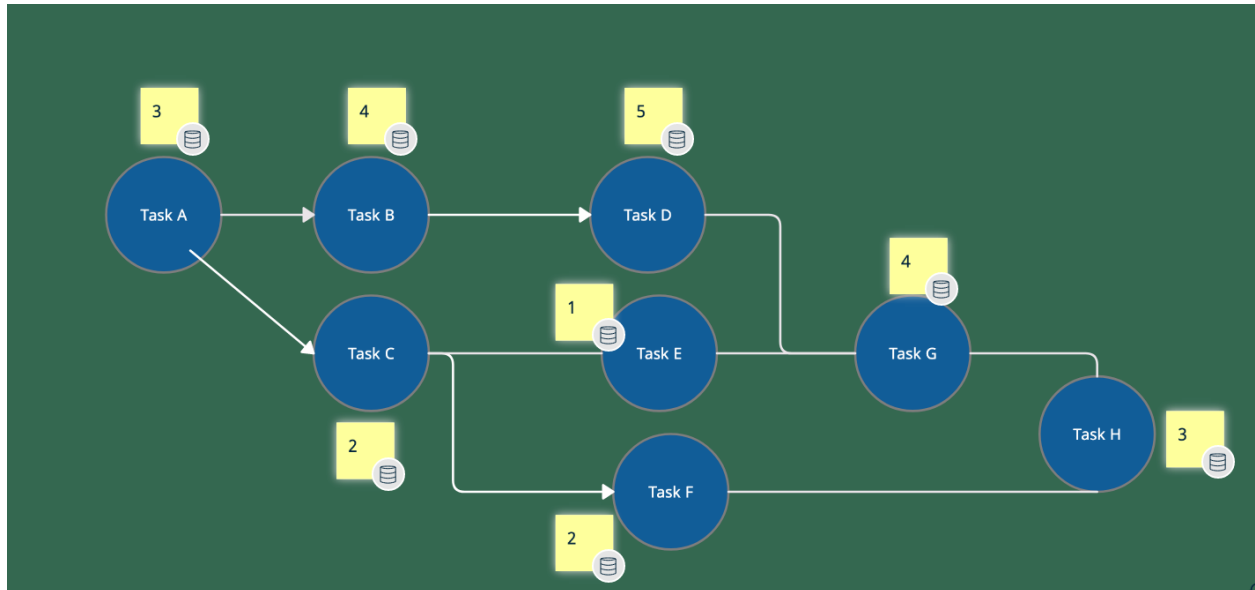 3
4
5
Task A
Task B
Task D
4
1
Task C
Task E
Task G
Task H
3
2
Task F
2